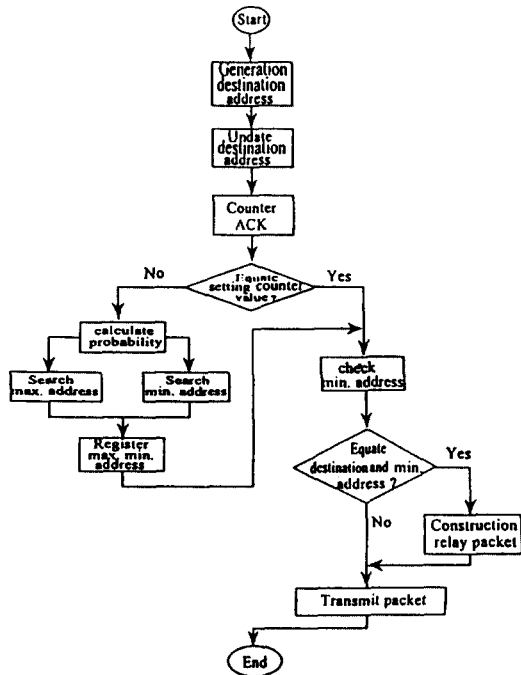 Start
Generation
destination
address
Undate
destination
address
Counter
ACK
No
Yes
Equate
setting counter
value?
calculate
probability
Search
max. address
Search
min. address
Register
max. min.
address
check
min. address
Equate
destination and min.
address ?
Yes
No
Construction
relay packet
Transmit packet
End